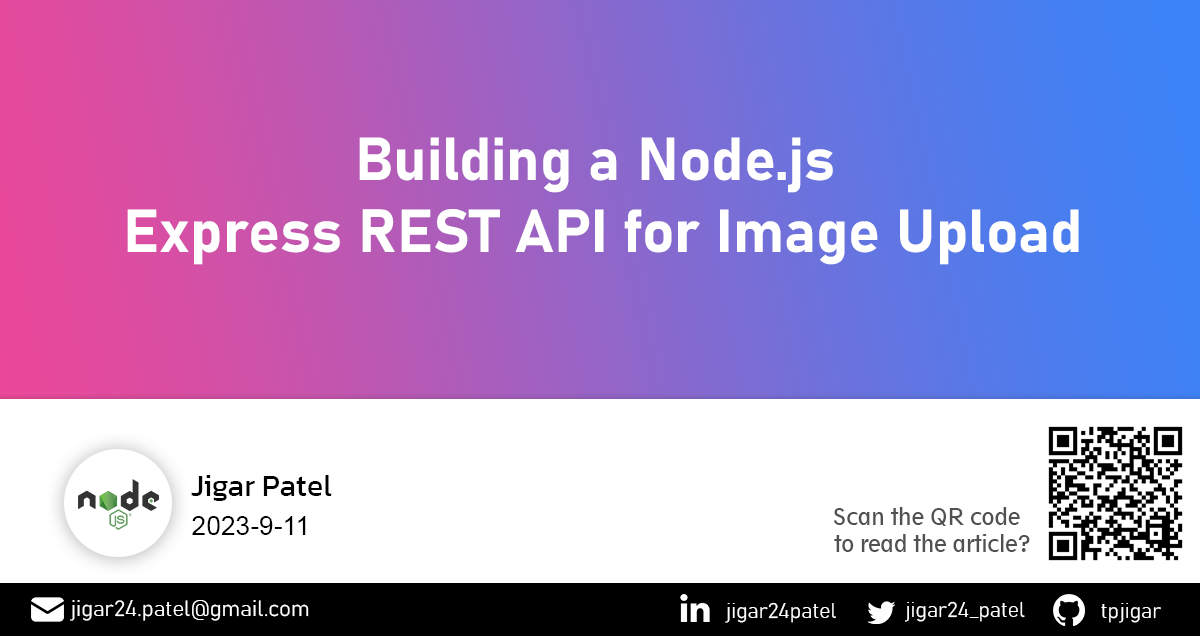 Building a Node.js
Express REST API for Image Upload
node
JS
Jigar Patel
2023-9-11
Scan the QR code
to read the article?
jigar24.patel@gmail.com
in
jigar24patel
jigar24_patel
tpjigar